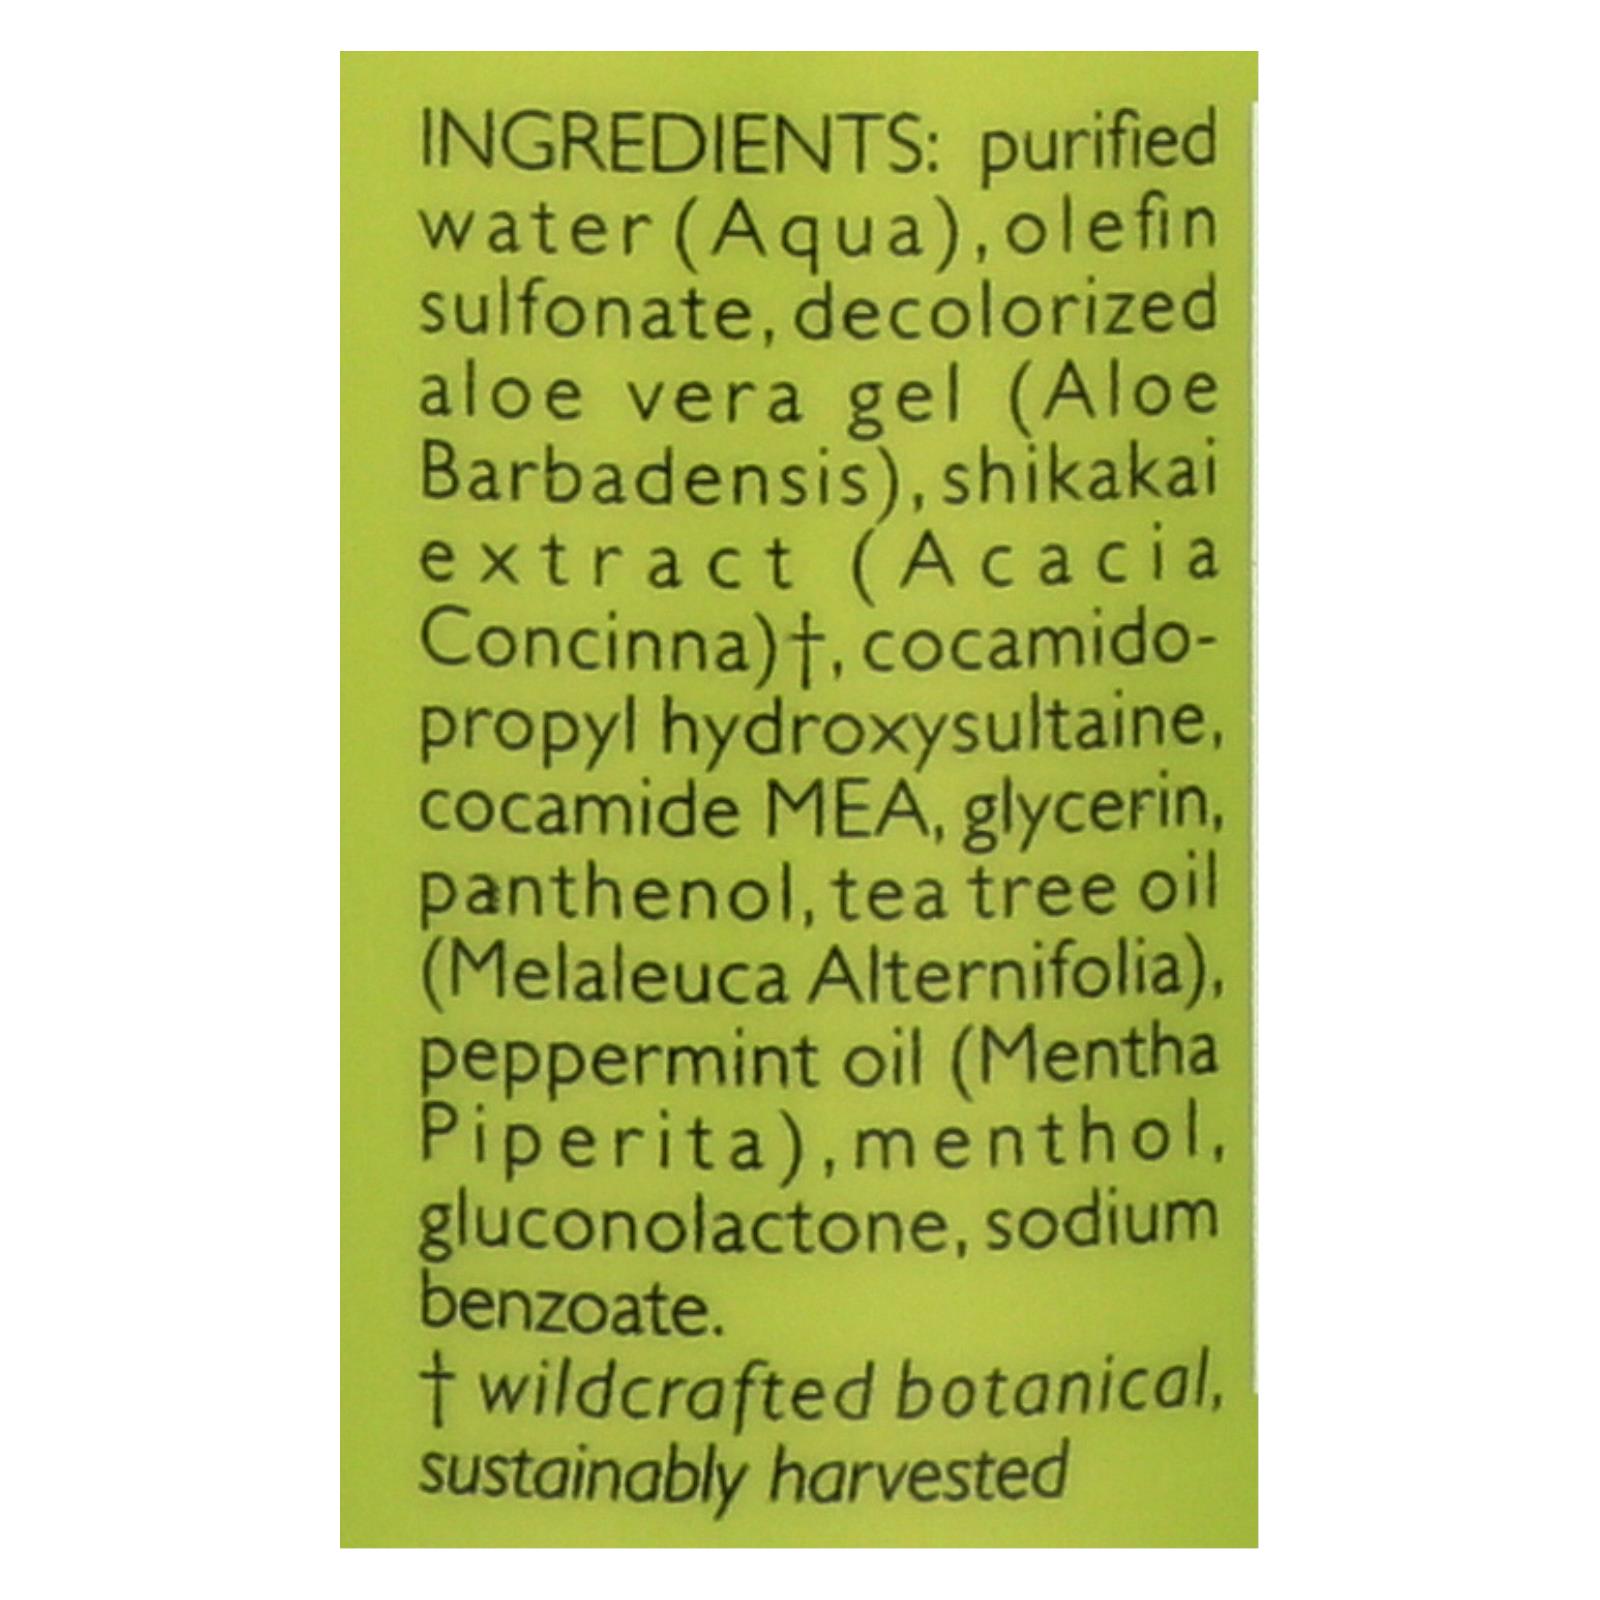 INGREDIENTS: purified
water (Aqua), olefin
sulfonate, decolorized
aloe vera gel (Aloe
Barbadensis), shikakai
extract (Acacia
Concinna)†, cocamido-
propyl hydroxysultaine,
cocamide MEA, glycerin,
panthenol, tea tree oil
(Melaleuca Alternifolia),
peppermint oil (Mentha
Piperita), menthol,
gluconolactone, sodium
benzoate.
† wildcrafted botanical,
sustainably harvested